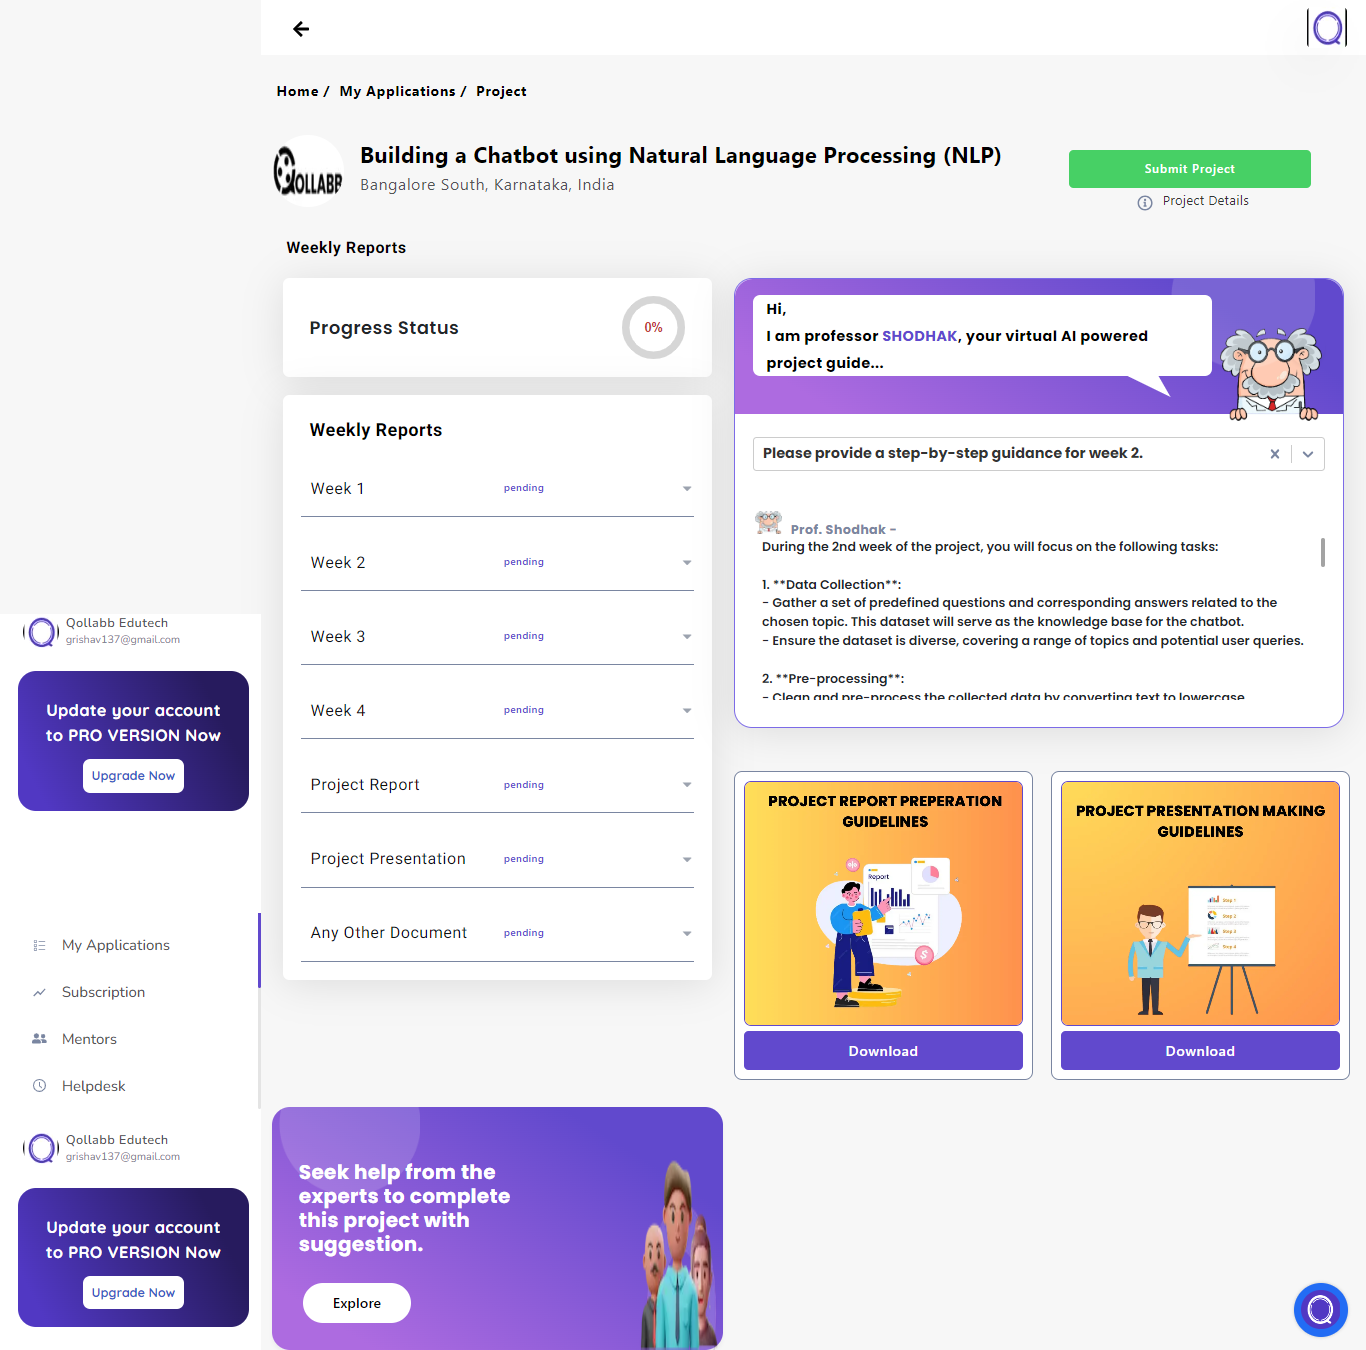 Home / My Applications / Project
QOLLABB
Building a Chatbot using Natural Language Processing (NLP)
Bangalore South, Karnataka, India
Submit Project
Project Details
Weekly Reports
Progress Status
0%
Weekly Reports
Week 1 pending
Week 2 pending
Week 3 pending
Week 4 pending
Project Report pending
Project Presentation pending
Any Other Document pending
Hi,
I am professor SHODHAK, your virtual AI powered
project guide...
Please provide a step-by-step guidance for week 2.
Prof. Shodhak -
During the 2nd week of the project, you will focus on the following tasks:
1. **Data Collection**:
- Gather a set of predefined questions and corresponding answers related to the
chosen topic. This dataset will serve as the knowledge base for the chatbot.
- Ensure the dataset is diverse, covering a range of topics and potential user queries.
2. **Pre-processing**:
- Clean and pre-process the collected data by converting text to lowercase
PROJECT REPORT PREPERATION
GUIDELINES
Report
Download
PROJECT PRESENTATION MAKING
GUIDELINES
Step 1
Step 2
Step 3
Step 4
Download
Qollabb Edutech
grishav137@gmail.com
Update your account
to PRO VERSION Now
Upgrade Now
My Applications
Subscription
Mentors
Helpdesk
Qollabb Edutech
grishav137@gmail.com
Update your account
to PRO VERSION Now
Upgrade Now
Seek help from the
experts to complete
this project with
suggestion.
Explore